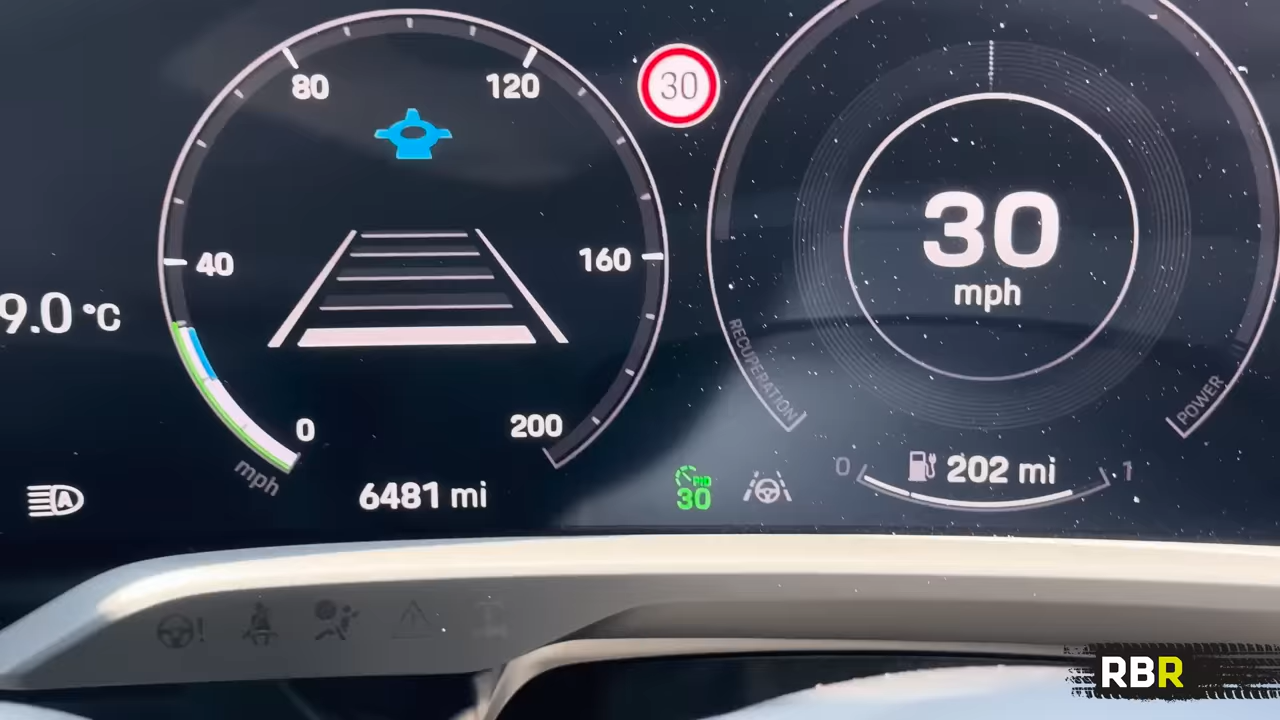 80
120
30
40
160
30
mph
9.0 °C
RECUPERATION
POWER
0
200
mph
6481 mi
PID
30
0
202 mi
1
A
RBR